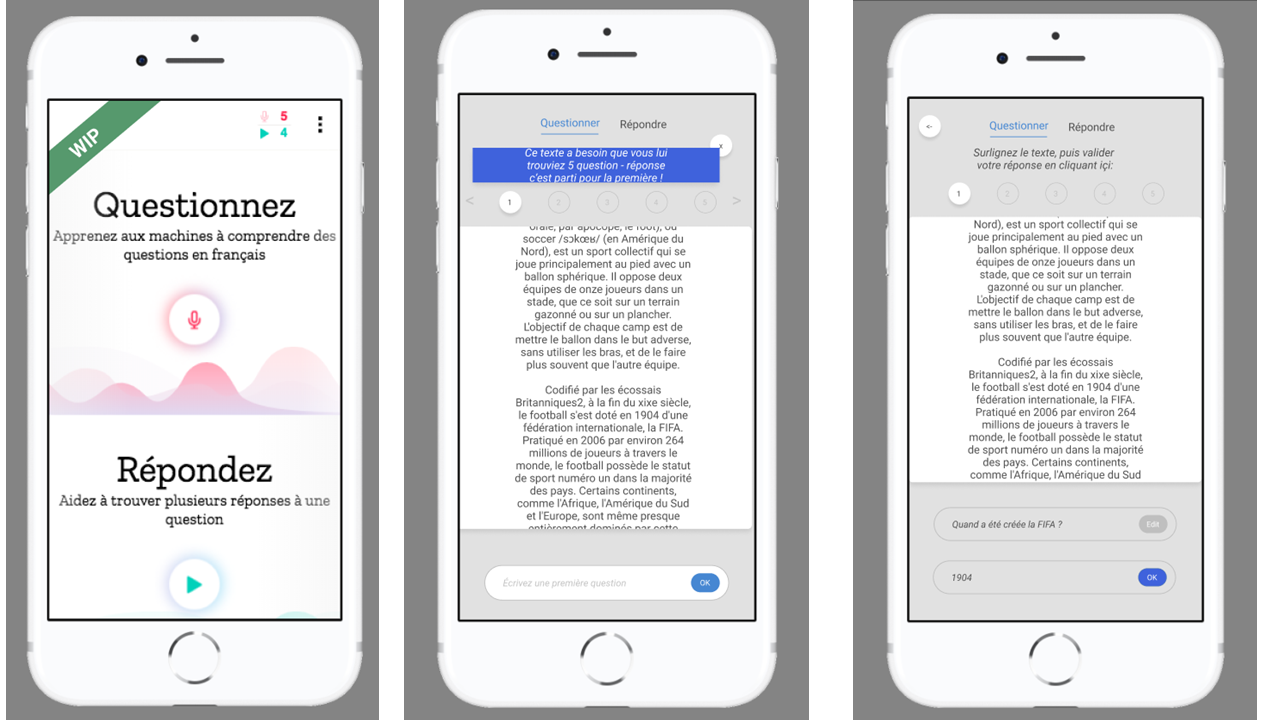 WIP
5
4
Questionnez
Apprenez aux machines à comprendre des
questions en français
Répondez
Aidez à trouver plusieurs réponses à une
question
Questionner Répondre
x
Ce texte a besoin que vous lui
trouviez 5 question - réponse
c'est parti pour la première !
< 1 2 3 4 5 >
orale, par apocope, le foot), ou
soccer /sɔkœʁ/ (en Amérique du
Nord), est un sport collectif qui se
joue principalement au pied avec un
ballon sphérique. Il oppose deux
équipes de onze joueurs dans un
stade, que ce soit sur un terrain
gazonné ou sur un plancher.
L'objectif de chaque camp est de
mettre le ballon dans le but adverse,
sans utiliser les bras, et de le faire
plus souvent que l'autre équipe.
Codifié par les écossais
Britanniques2, à la fin du xixe siècle,
le football s'est doté en 1904 d'une
fédération internationale, la FIFA.
Pratiqué en 2006 par environ 264
millions de joueurs à travers le
monde, le football possède le statut
de sport numéro un dans la majorité
des pays. Certains continents,
comme l'Afrique, l'Amérique du Sud
et l'Europe, sont même presque
entièrement dominés par cette
Écrivez une première question OK
<- Questionner Répondre
Surlignez le texte, puis valider
votre réponse en cliquant içi:
1 2 3 4 5
Nord), est un sport collectif qui se
joue principalement au pied avec un
ballon sphérique. Il oppose deux
équipes de onze joueurs dans un
stade, que ce soit sur un terrain
gazonné ou sur un plancher.
L'objectif de chaque camp est de
mettre le ballon dans le but adverse,
sans utiliser les bras, et de le faire
plus souvent que l'autre équipe.
Codifié par les écossais
Britanniques2, à la fin du xixe siècle,
le football s'est doté en 1904 d'une
fédération internationale, la FIFA.
Pratiqué en 2006 par environ 264
millions de joueurs à travers le
monde, le football possède le statut
de sport numéro un dans la majorité
des pays. Certains continents,
comme l'Afrique, l'Amérique du Sud
Quand a été créée la FIFA ? Edit
1904 OK